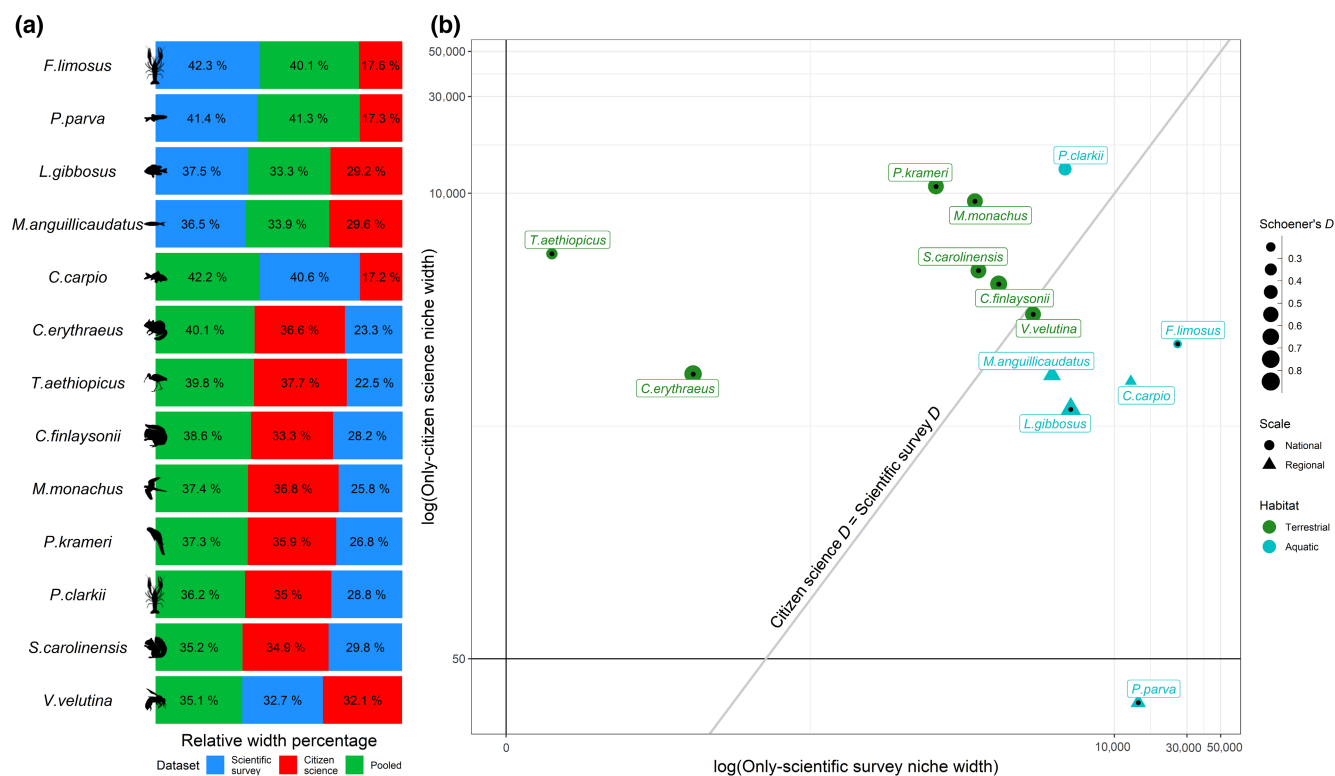 (a)
F.limosus 42.3 % 40.1 % 17.6 %
P.parva 41.4 % 41.3 % 17.3 %
L.gibbosus 37.5 % 33.3 % 29.2 %
M.anguillicaudatus 36.5 % 33.9 % 29.6 %
C.carpio 42.2 % 40.6 % 17.2 %
C.erythraeus 40.1 % 36.6 % 23.3 %
T.aethiopicus 39.8 % 37.7 % 22.5 %
C.finlaysonii 38.6 % 33.3 % 28.2 %
M.monachus 37.4 % 36.8 % 25.8 %
P.krameri 37.3 % 35.9 % 26.8 %
P.clarkii 36.2 % 35 % 28.8 %
S.carolinensis 35.2 % 34.9 % 29.8 %
V.velutina 35.1 % 32.7 % 32.1 %
Relative width percentage
Dataset
Scientific
survey
Citizen
science
Pooled
(b)
log(Only-citizen science niche width)
50,000
30,000
10,000
50
P.clarkii
P.krameri
M.monachus
T.aethiopicus
S.carolinensis
C.finlaysonii
V.velutina
F.limosus
M.anguillicaudatus
C.erythraeus
C.carpio
L.gibbosus
Citizen science D = Scientific survey D
P.parva
0 10,000 30,000 50,000
log(Only-scientific survey niche width)
Schoener's D
0.3
0.4
0.5
0.6
0.7
0.8
Scale
National
Regional
Habitat
Terrestrial
Aquatic